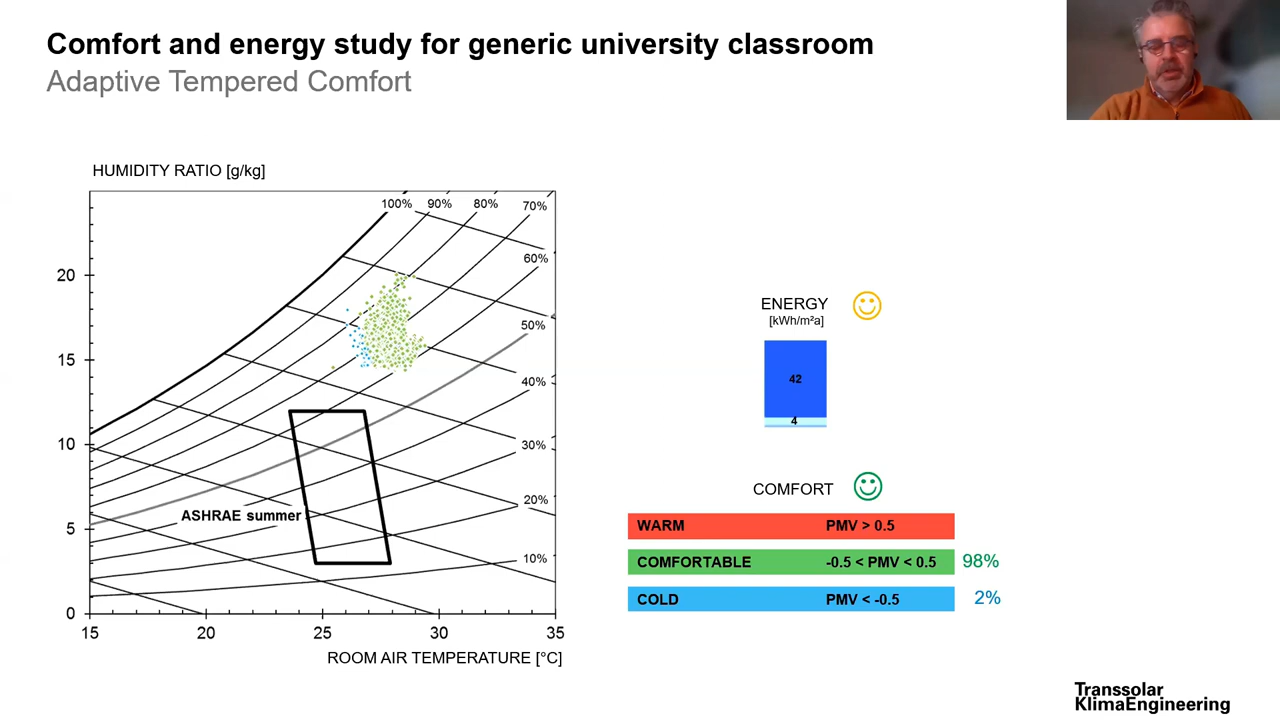 Comfort and energy study for generic university classroom
Adaptive Tempered Comfort
HUMIDITY RATIO [g/kg]
100% 90% 80% 70%
60%
50%
40%
30%
20%
10%
20
15
10
5
0
ASHRAE summer
15 20 25 30 35
ROOM AIR TEMPERATURE [°C]
ENERGY
[kWh/m²a]
42
4
COMFORT
WARM PMV > 0.5
COMFORTABLE -0.5 < PMV < 0.5 98%
COLD PMV < -0.5 2%
Transsolar
KlimaEngineering